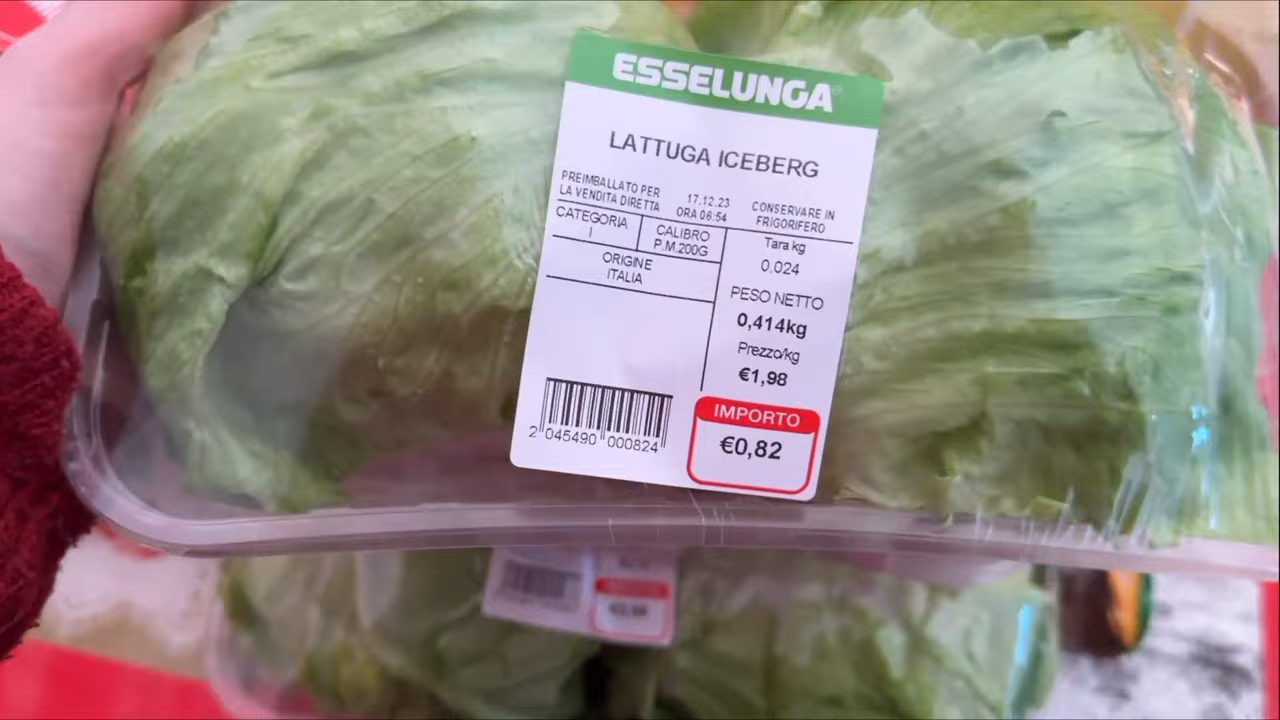 ESSELUNGA
LATTUGA ICEBERG
PREIMBALLATO PER
LA VENDITA DIRETTA
17.12.23
ORA 06:54
CONSERVARE IN
FRIGORIFERO
CATEGORIA
I
CALIBRO
P.M.200G
ORIGINE
ITALIA
Tara kg
0,024
PESO NETTO
0,414kg
Prezzo/kg
€1,98
IMPORTO
€0,82
2 045490 000824